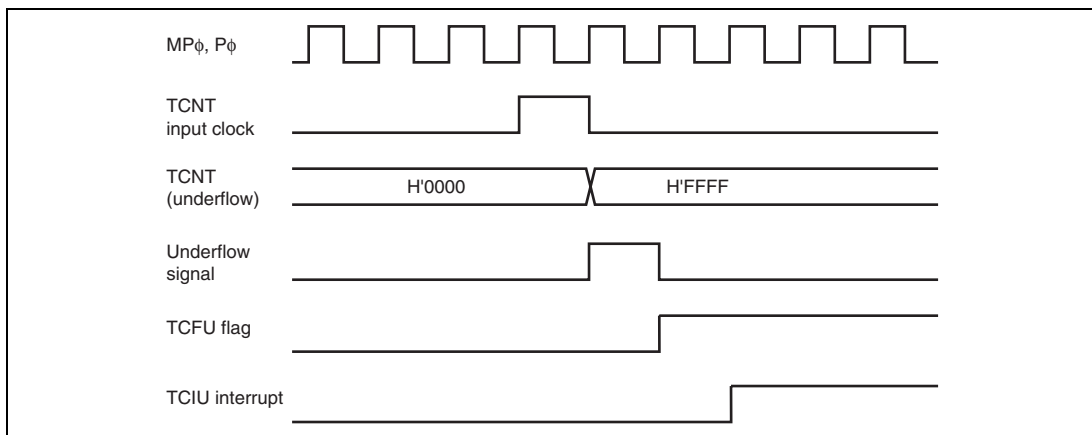 MPϕ, Pϕ
TCNT
input clock
TCNT
(underflow)
H'0000
H'FFFF
Underflow
signal
TCFU flag
TCIU interrupt